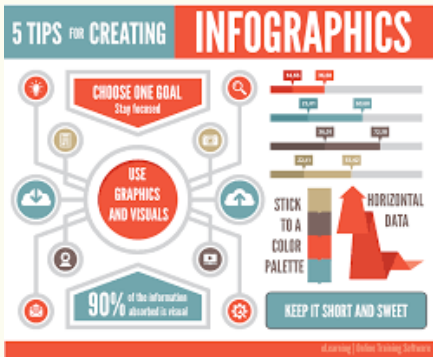 5 TIPS FOR CREATING INFOGRAPHICS
CHOOSE ONE GOAL
Stay focused
USE
GRAPHICS
AND VISUALS
90% of the information
absorbed is visual
STICK
TO A
COLOR
PALETTE
HORIZONTAL
DATA
KEEP IT SHORT AND SWEET
eLearning | Online Training Software